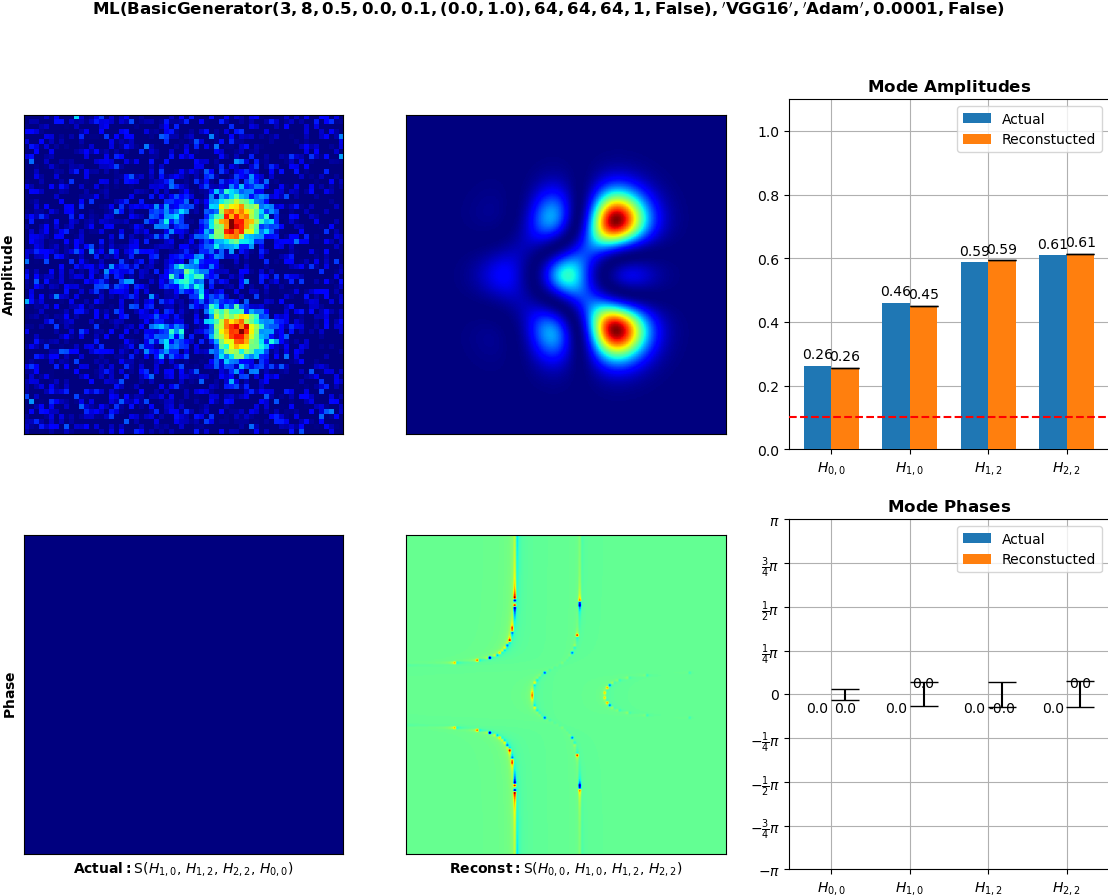 ML(BasicGenerator(3, 8, 0.5, 0.0, 0.1, (0.0, 1.0), 64, 64, 64, 1, False), ′VGG16′, ′Adam′, 0.0001, False)
Amplitude
Mode Amplitudes
Actual
Reconstucted
1.0
0.8
0.6
0.4
0.2
0.0
0.26
0.26
0.46
0.45
0.59
0.59
0.61
0.61
H0,0
H1,0
H1,2
H2,2
Phase
Actual: S(H1,0, H1,2, H2,2, H0,0)
Reconst: S(H0,0, H1,0, H1,2, H2,2)
Mode Phases
Actual
Reconstucted
π
3/4π
1/2π
1/4π
0
−1/4π
−1/2π
−3/4π
−π
0.0
0.0
0.0
0.0
0.0
0.0
0.0
0.0
H0,0
H1,0
H1,2
H2,2